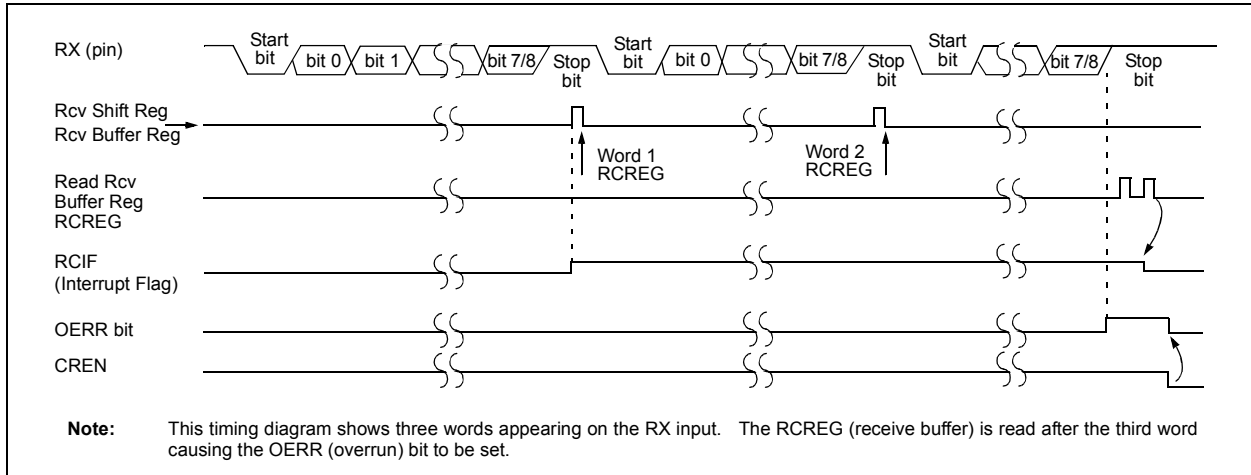 RX (pin)
Start bit
bit 0
bit 1
bit 7/8
Stop bit
Start bit
bit 0
bit 7/8
Stop bit
Start bit
bit 7/8
Stop bit
Rcv Shift Reg
Rcv Buffer Reg
Word 1
RCREG
Word 2
RCREG
Read Rcv
Buffer Reg
RCREG
RCIF
(Interrupt Flag)
OERR bit
CREN
Note: This timing diagram shows three words appearing on the RX input. The RCREG (receive buffer) is read after the third word
causing the OERR (overrun) bit to be set.